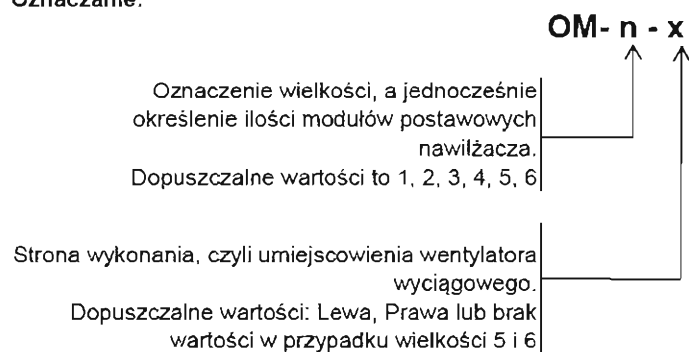 Oznaczanie:
OM- n - x
Oznaczenie wielkości, a jednocześnie
określenie ilości modułów postawowych
nawilżacza.
Dopuszczalne wartości to 1, 2, 3, 4, 5, 6
Strona wykonania, czyli umiejscowienia wentylatora
wyciągowego.
Dopuszczalne wartości: Lewa, Prawa lub brak
wartości w przypadku wielkości 5 i 6